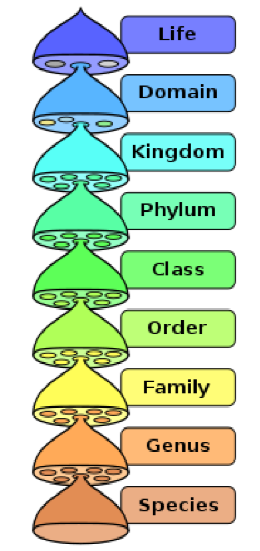 Life
Domain
Kingdom
Phylum
Class
Order
Family
Genus
Species